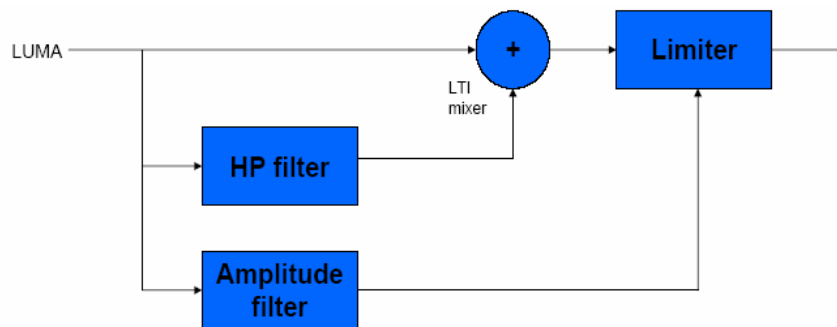 LUMA
+
Limiter
LTI
mixer
HP filter
Amplitude
filter